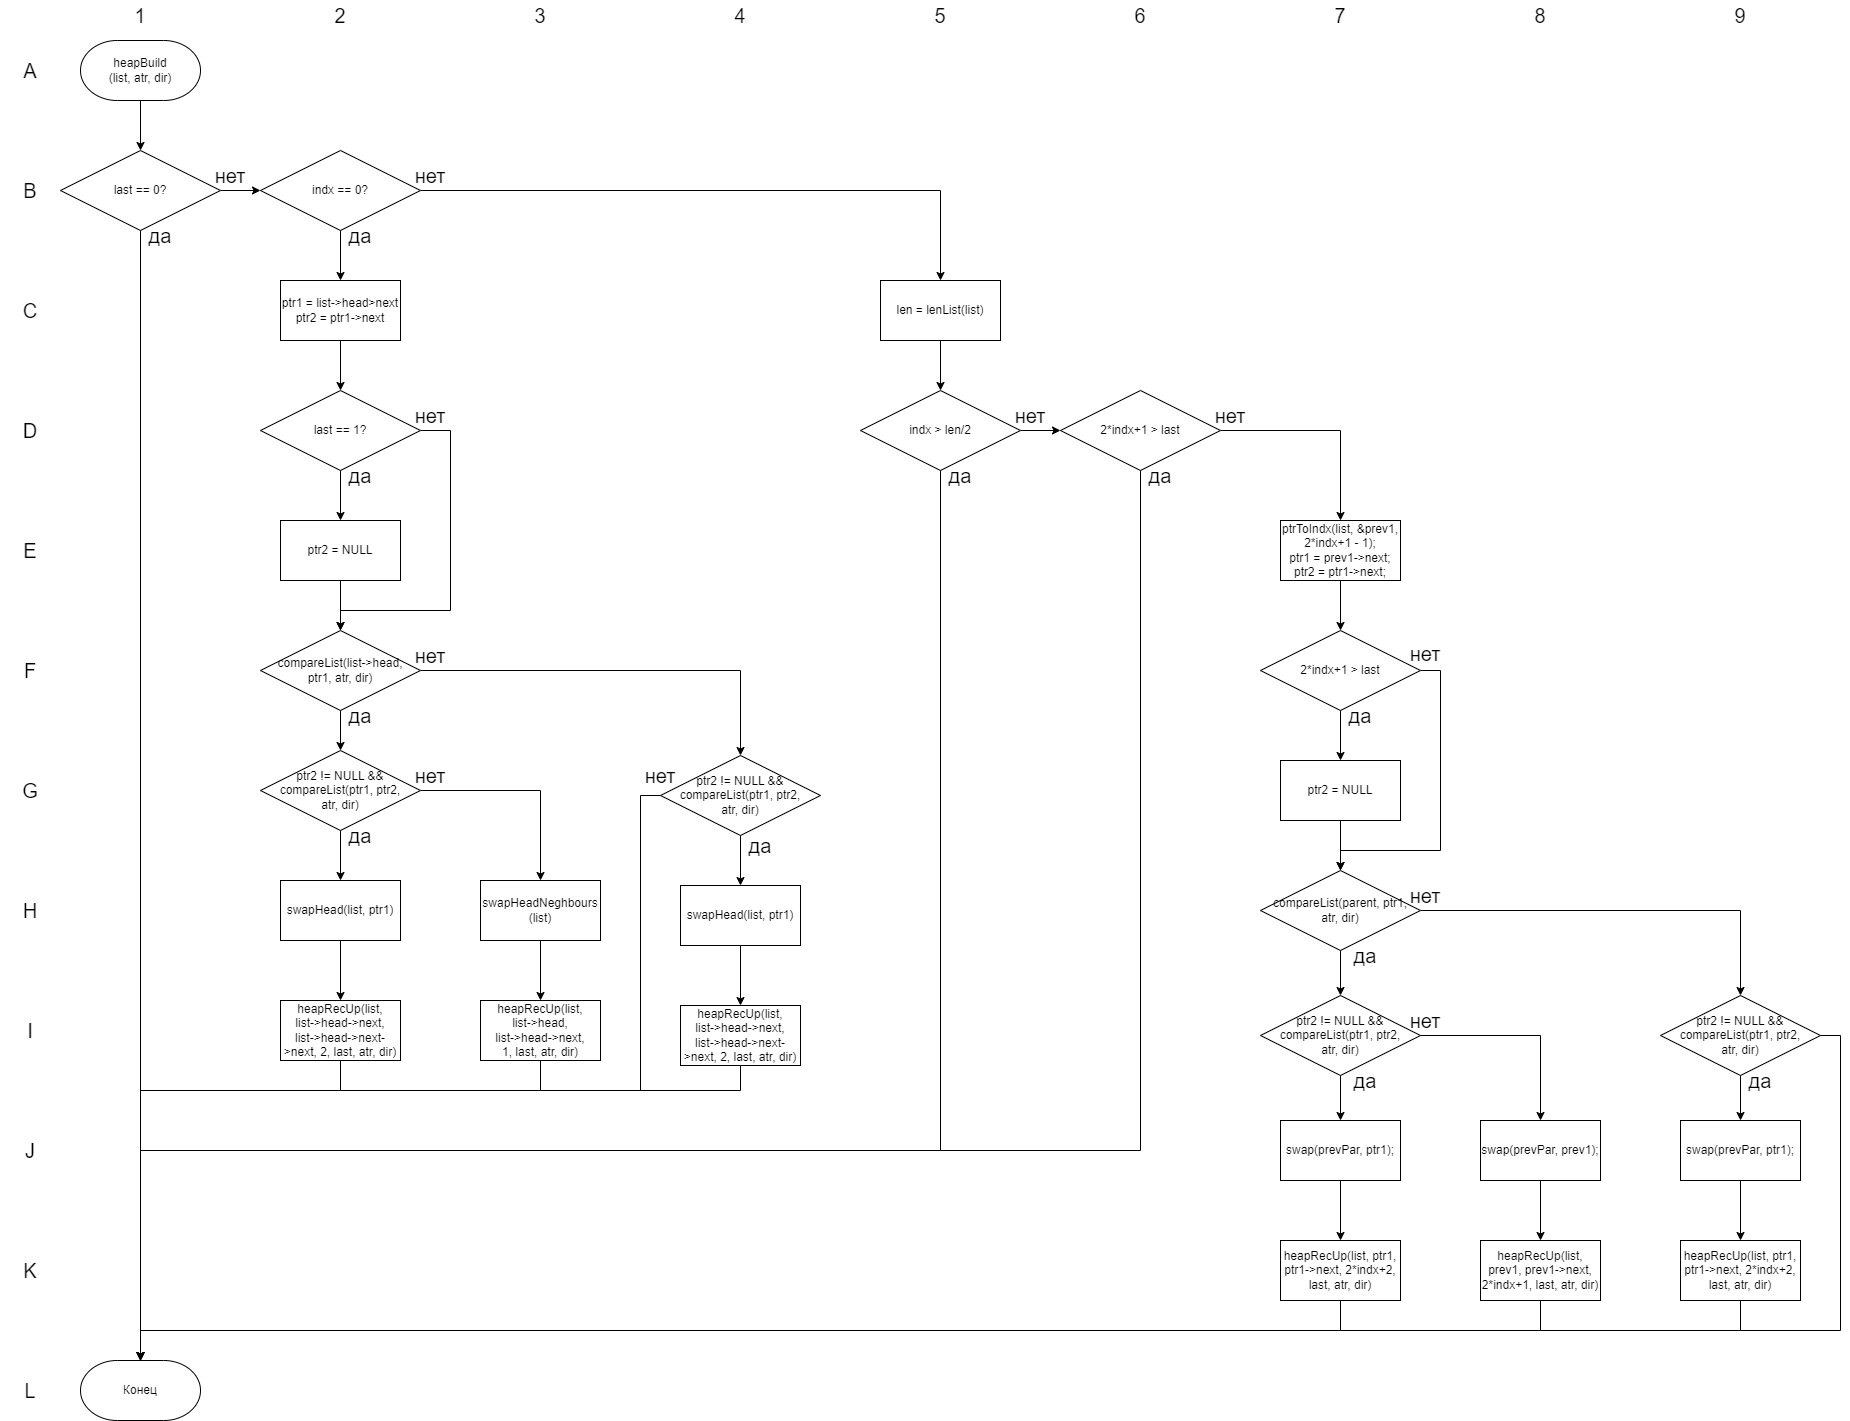 1 2 3 4 5 6 7 8 9
A
heapBuild
(list, atr, dir)
B
last == 0?
нет
да
indx == 0?
нет
да
C
ptr1 = list->head>next
ptr2 = ptr1->next
len = lenList(list)
D
last == 1?
нет
да
indx > len/2
нет
да
2*indx+1 > last
нет
да
E
ptr2 = NULL
ptrToIndx(list, &prev1,
2*indx+1 - 1);
ptr1 = prev1->next;
ptr2 = ptr1->next;
F
compareList(list->head,
ptr1, atr, dir)
нет
да
2*indx+1 > last
нет
да
G
ptr2 != NULL &&
compareList(ptr1, ptr2,
atr, dir)
нет
да
нет
ptr2 != NULL &&
compareList(ptr1, ptr2,
atr, dir)
да
ptr2 = NULL
H
swapHead(list, ptr1)
swapHeadNeghbours
(list)
swapHead(list, ptr1)
compareList(parent, ptr1,
atr, dir)
нет
да
I
heapRecUp(list,
list->head->next,
list->head->next-
>next, 2, last, atr, dir)
heapRecUp(list,
list->head,
list->head->next,
1, last, atr, dir)
heapRecUp(list,
list->head->next,
list->head->next-
>next, 2, last, atr, dir)
ptr2 != NULL &&
compareList(ptr1, ptr2,
atr, dir)
нет
да
ptr2 != NULL &&
compareList(ptr1, ptr2,
atr, dir)
да
J
swap(prevPar, ptr1);
swap(prevPar, prev1);
swap(prevPar, ptr1);
K
heapRecUp(list, ptr1,
ptr1->next, 2*indx+2,
last, atr, dir)
heapRecUp(list,
prev1, prev1->next,
2*indx+1, last, atr, dir)
heapRecUp(list, ptr1,
ptr1->next, 2*indx+2,
last, atr, dir)
L
Конец